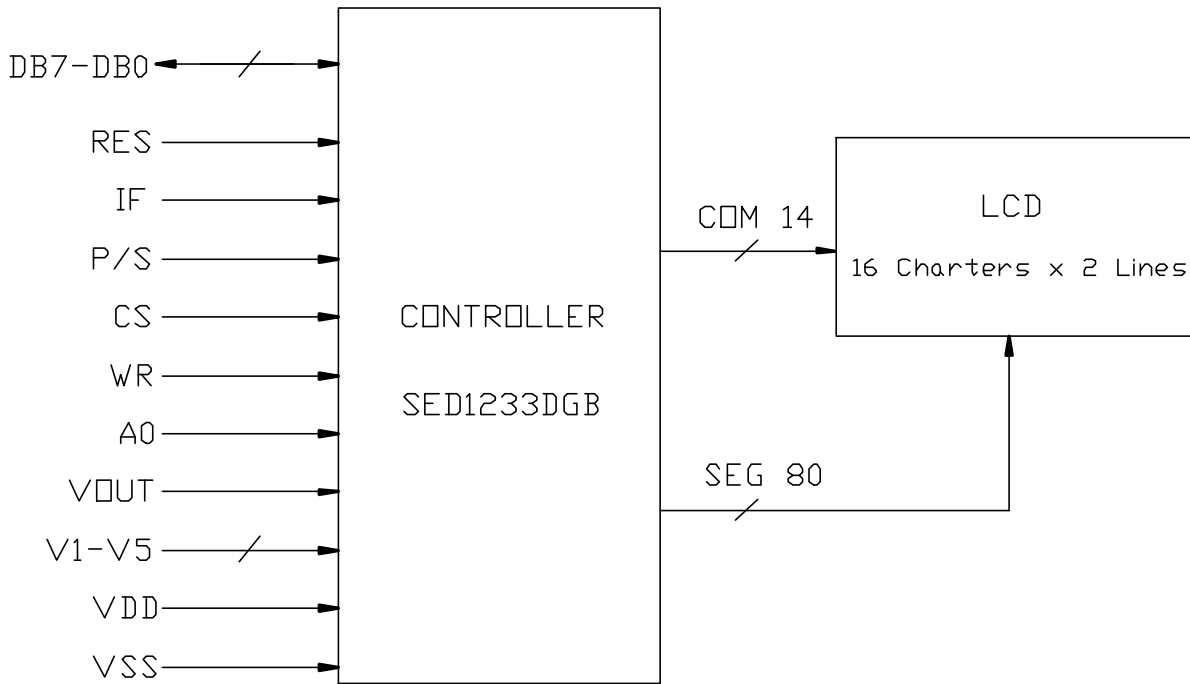 DB7-DB0
RES
IF
P/S
CS
WR
A0
VOUT
V1-V5
VDD
VSS
CONTROLLER
SED1233DGB
COM 14
SEG 80
LCD
16 Charters x 2 Lines